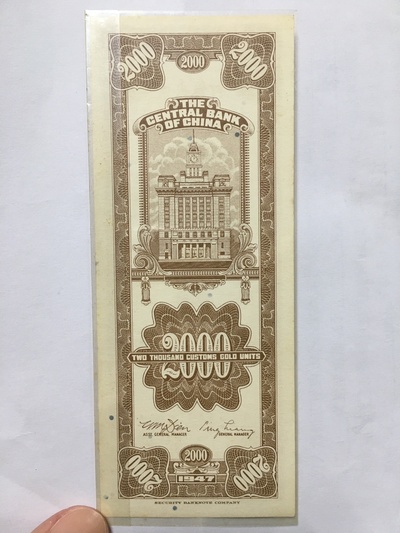 2000 2000 2000
THE
CENTRAL BANK
OF CHINA
TWO THOUSAND CUSTOMS GOLD UNITS
2000
ASST. GENERAL MANAGER GENERAL MANAGER
2000 2000 2000
1947
SECURITY BANKNOTE COMPANY